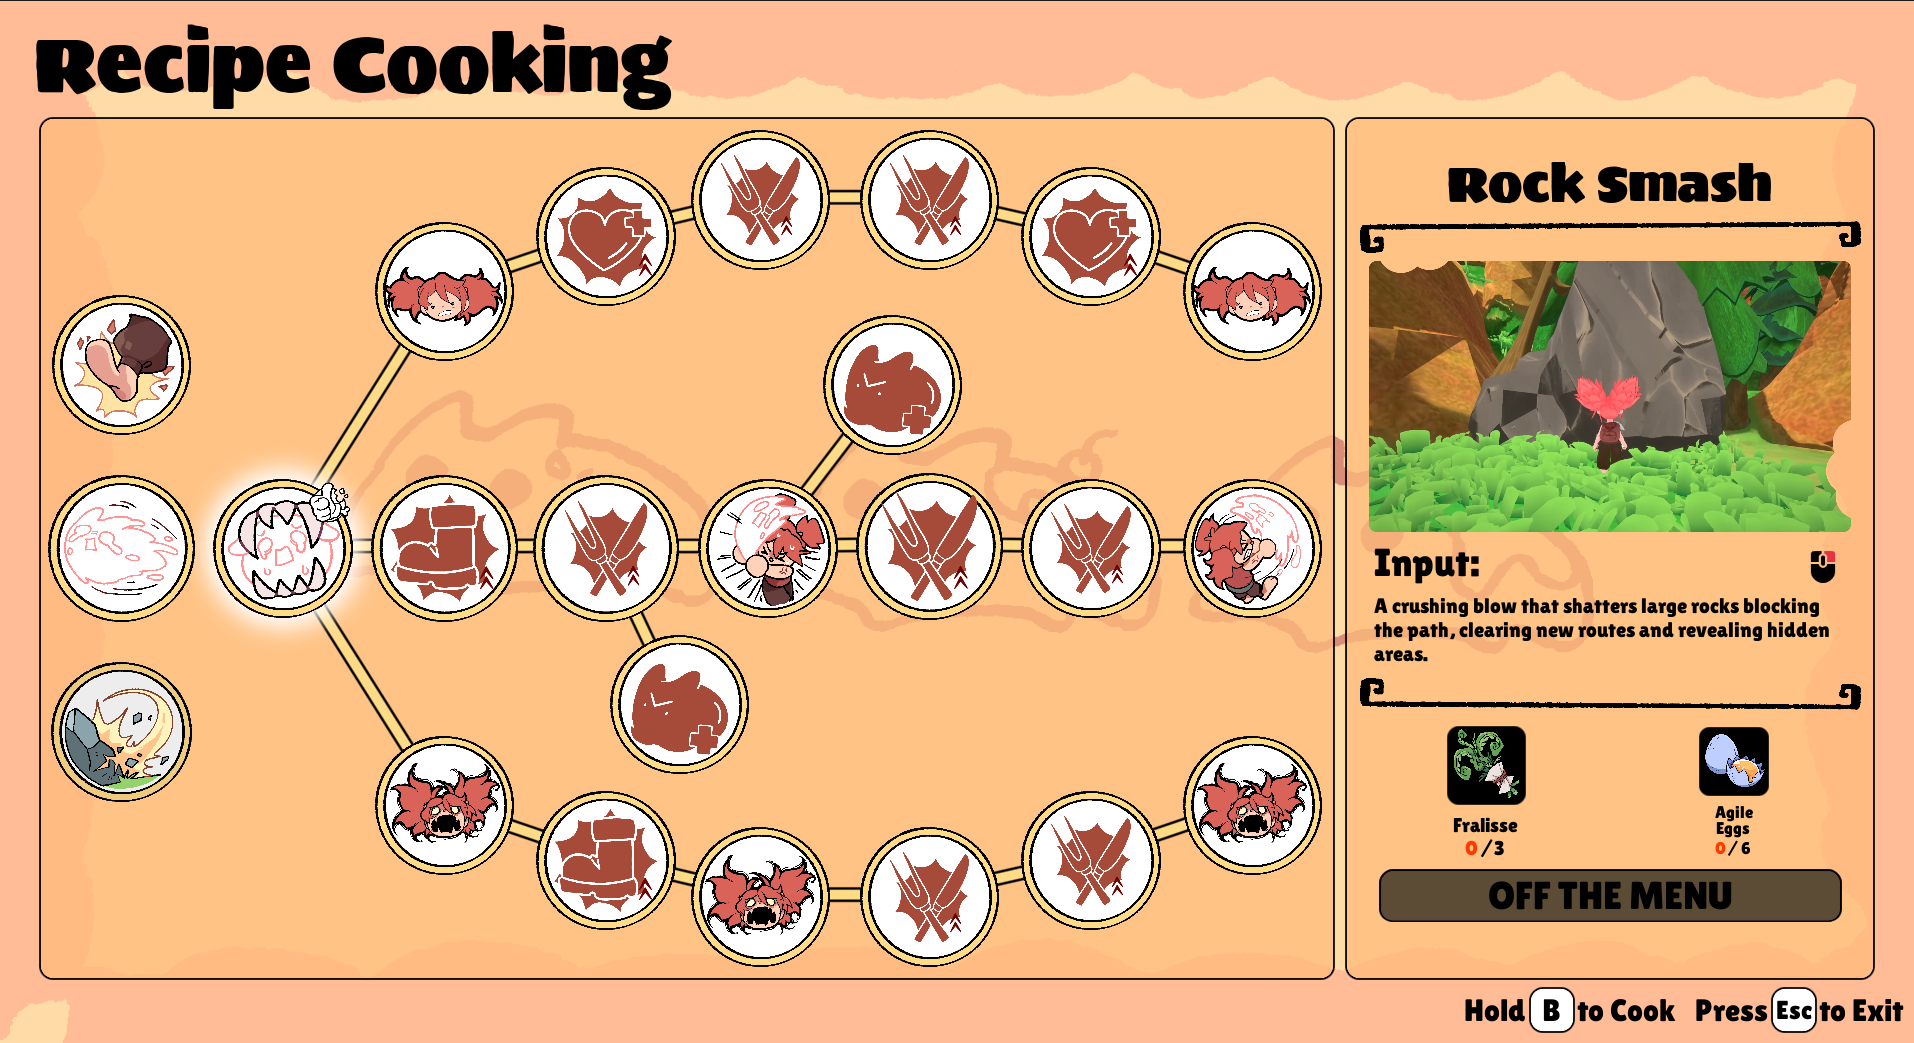 Recipe Cooking
Rock Smash
Input:
A crushing blow that shatters large rocks blocking
the path, clearing new routes and revealing hidden
areas.
Fralisse
0/3
Agile
Eggs
0/6
OFF THE MENU
Hold B to Cook Press Esc to Exit